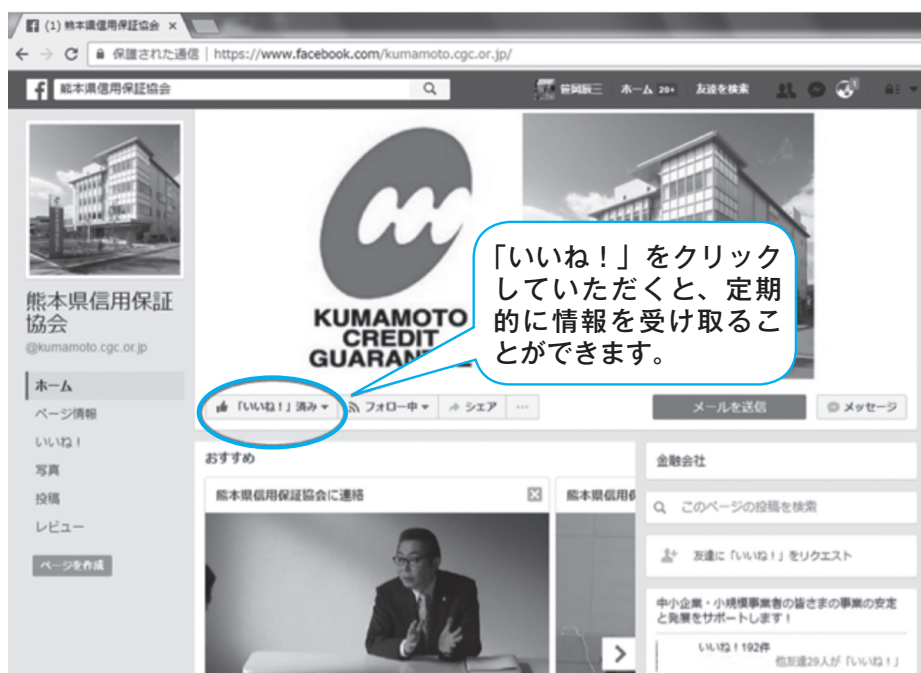 (1) 熊本県信用保証協会
保護された通信 | https://www.facebook.com/kumamoto.cgc.or.jp/
熊本県信用保証協会
笹岡辰三 ホーム 20+ 友達を検索
熊本県信用保証
協会
@kumamoto.cgc.or.jp
ホーム
ページ情報
いいね！
写真
投稿
レビュー
ページを作成
KUMAMOTO
CREDIT
「いいね！」をクリック
していただくと、定期
的に情報を受け取るこ
とができます。
「いいね！」済み フォロー中 シェア ···
メールを送信 メッセージ
おすすめ
熊本県信用保証協会に連絡
熊本県信用保
金融会社
このページの投稿を検索
友達に「いいね！」をリクエスト
中小企業・小規模事業者の皆さまの事業の安定
と発展をサポートします！
いいね！192件
他友達29人が「いいね！」